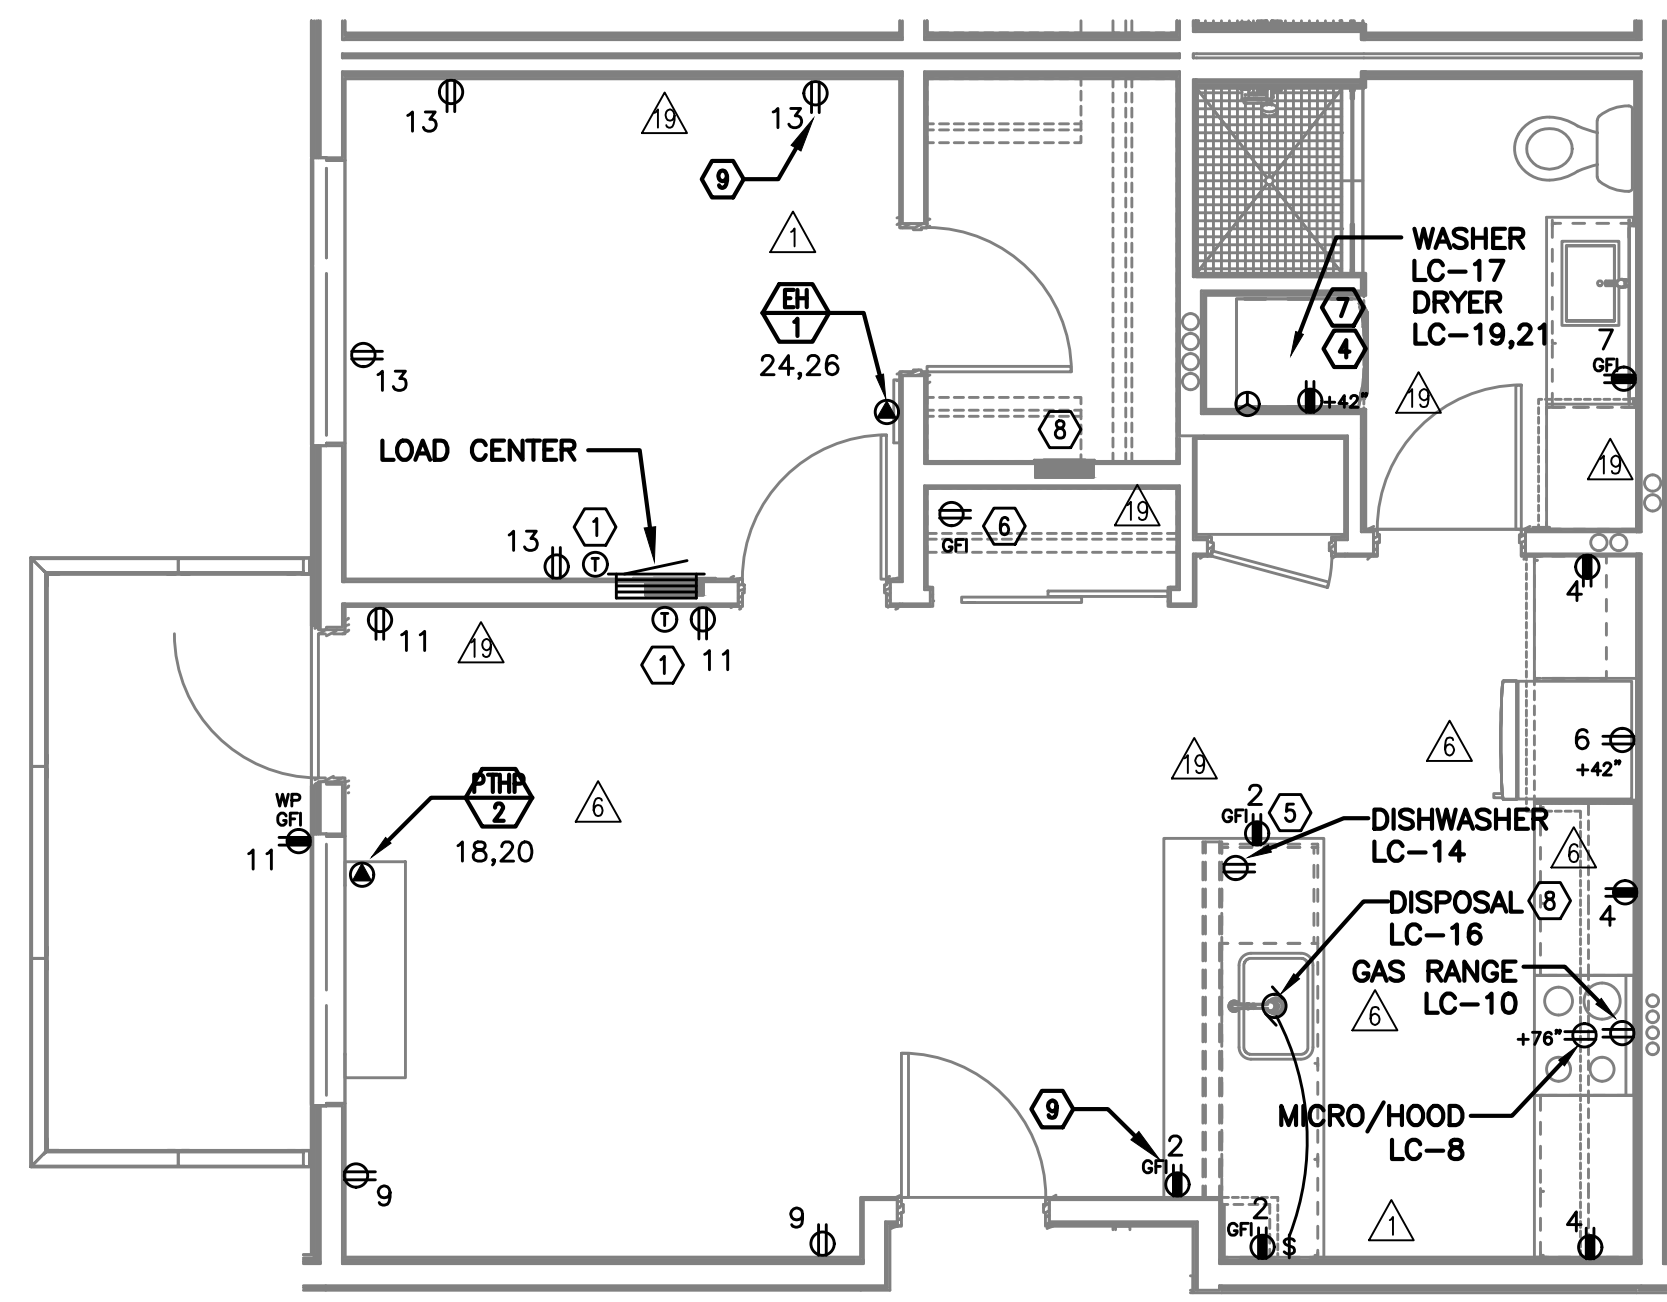 13
19
13
9
1
WASHER
LC-17
DRYER
LC-19,21
EH
1
24,26
7
4
7
GFI
13
+42"
19
LOAD CENTER
8
19
13
1
T
6
GFI
19
4
11
19
T
1
11
6
6
+42"
19
PTHP
2
18,20
6
WP
GFI
11
2
GFI
5
DISHWASHER
LC-14
6
DISPOSAL
LC-16
8
4
GAS RANGE
LC-10
6
+76"
MICRO/HOOD
LC-8
9
2
GFI
9
9
2
GFI
$
1
4